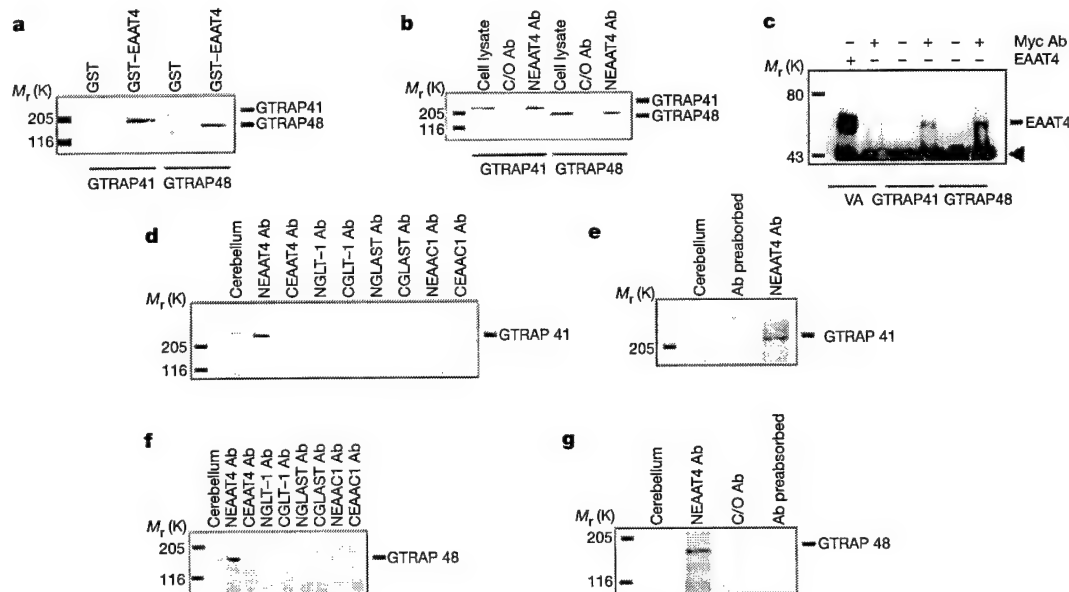 a
GST
GST–EAAT4
GST
GST–EAAT4
Mr (K)
205
116
GTRAP41
GTRAP48
GTRAP41
GTRAP48
b
Cell lysate
C/O Ab
NEAAT4 Ab
Cell lysate
C/O Ab
NEAAT4 Ab
Mr (K)
205
116
GTRAP41
GTRAP48
GTRAP41
GTRAP48
c
– + – + – + Myc Ab
+ – – – – – EAAT4
Mr (K)
80
43
EAAT4
VA GTRAP41 GTRAP48
d
Cerebellum
NEAAT4 Ab
CEAAT4 Ab
NGLT–1 Ab
CGLT–1 Ab
NGLAST Ab
CGLAST Ab
NEAAC1 Ab
CEAAC1 Ab
Mr (K)
205
116
GTRAP 41
e
Cerebellum
Ab preaborbed
NEAAT4 Ab
Mr (K)
205
GTRAP 41
f
Cerebellum
NEAAT4 Ab
CEAAT4 Ab
NGLT–1 Ab
CGLT–1 Ab
NGLAST Ab
CGLAST Ab
NEAAC1 Ab
CEAAC1 Ab
Mr (K)
205
116
GTRAP 48
g
Cerebellum
NEAAT4 Ab
C/O Ab
Ab preabsorbed
Mr (K)
205
116
GTRAP 48